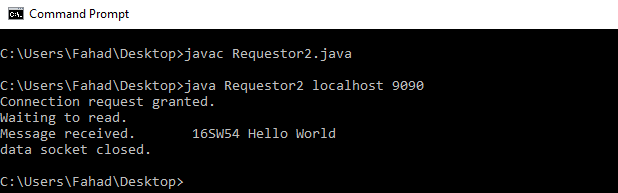 Command Prompt
C:\Users\Fahad\Desktop>javac Requestor2.java
C:\Users\Fahad\Desktop>java Requestor2 localhost 9090
Connection request granted.
Waiting to read.
Message received.       16SW54 Hello World
data socket closed.
C:\Users\Fahad\Desktop>